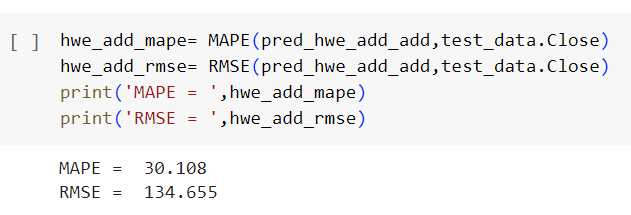 [ ] hwe_add_mape= MAPE(pred_hwe_add_add,test_data.Close)
hwe_add_rmse= RMSE(pred_hwe_add_add,test_data.Close)
print('MAPE = ',hwe_add_mape)
print('RMSE = ',hwe_add_rmse)
MAPE =  30.108
RMSE =  134.655